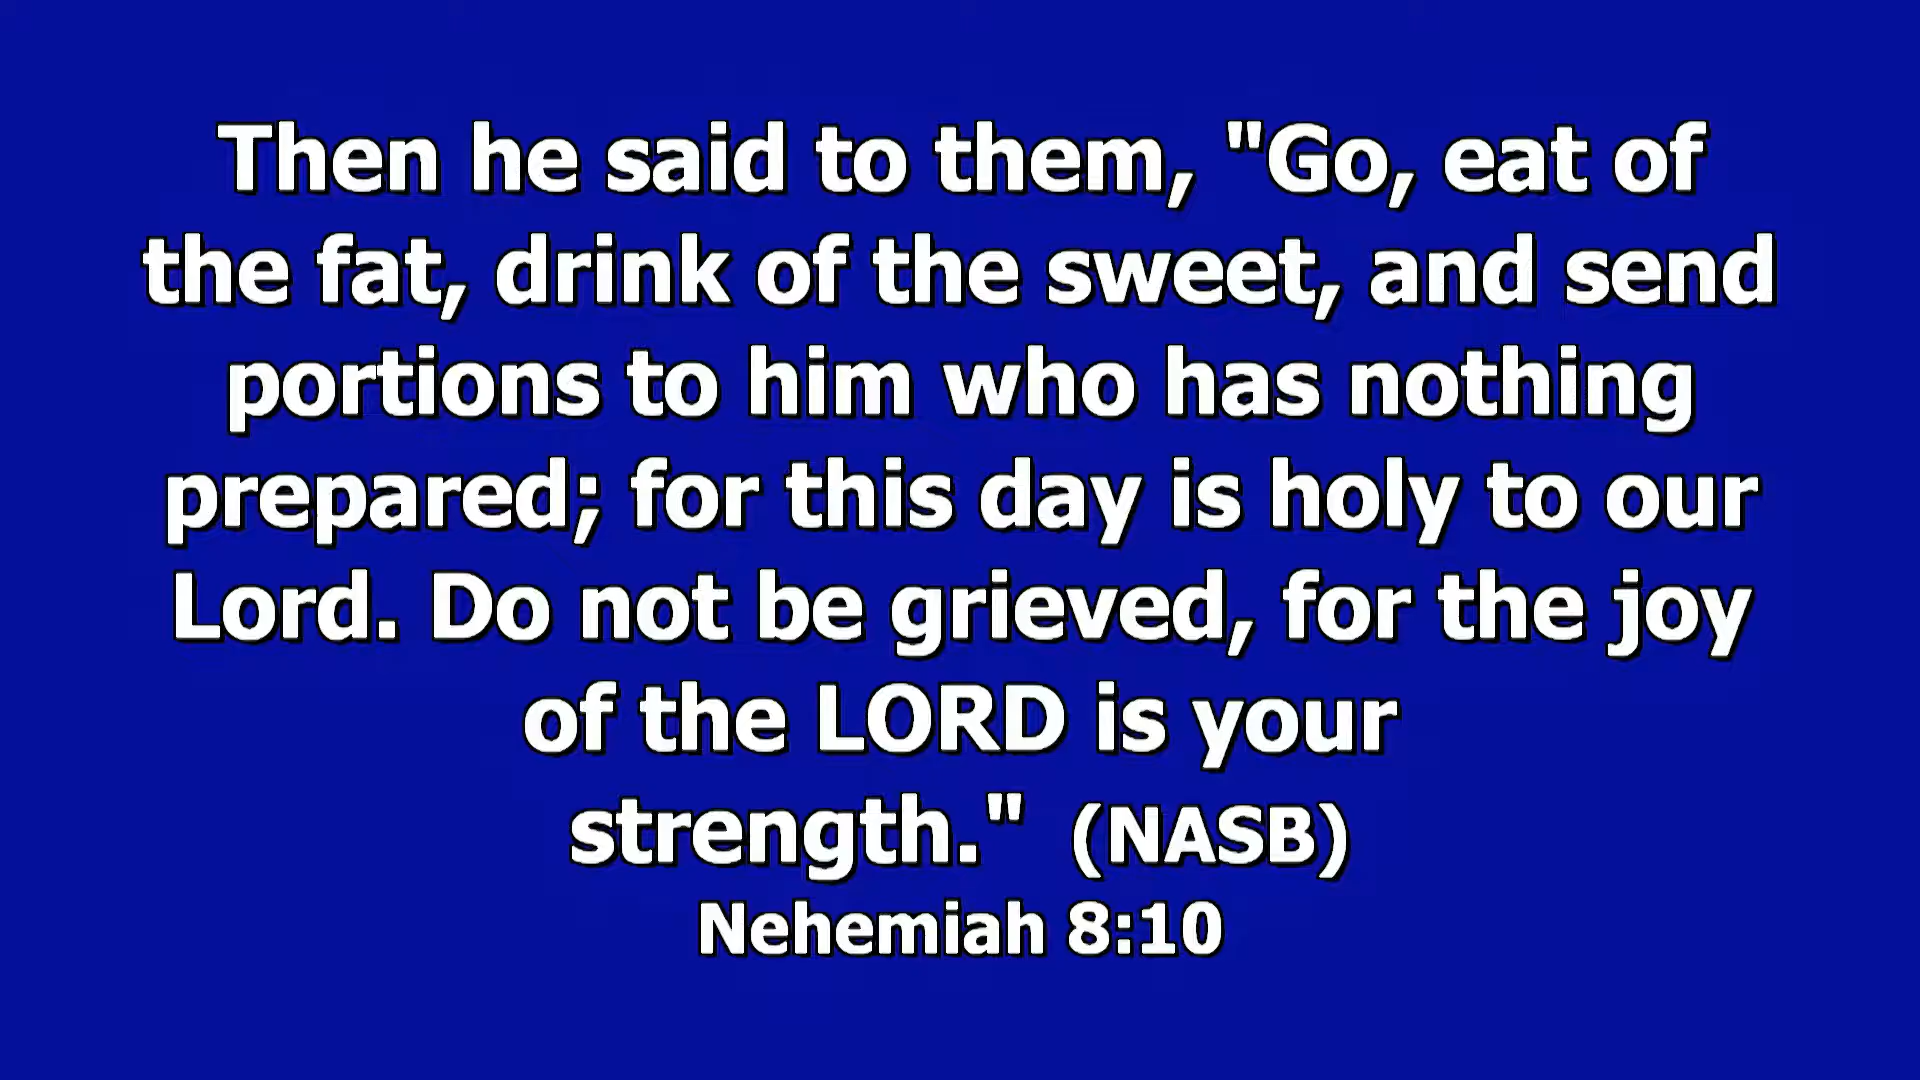 Then he said to them, "Go, eat of
the fat, drink of the sweet, and send
portions to him who has nothing
prepared; for this day is holy to our
Lord. Do not be grieved, for the joy
of the LORD is your
strength." (NASB)
Nehemiah 8:10